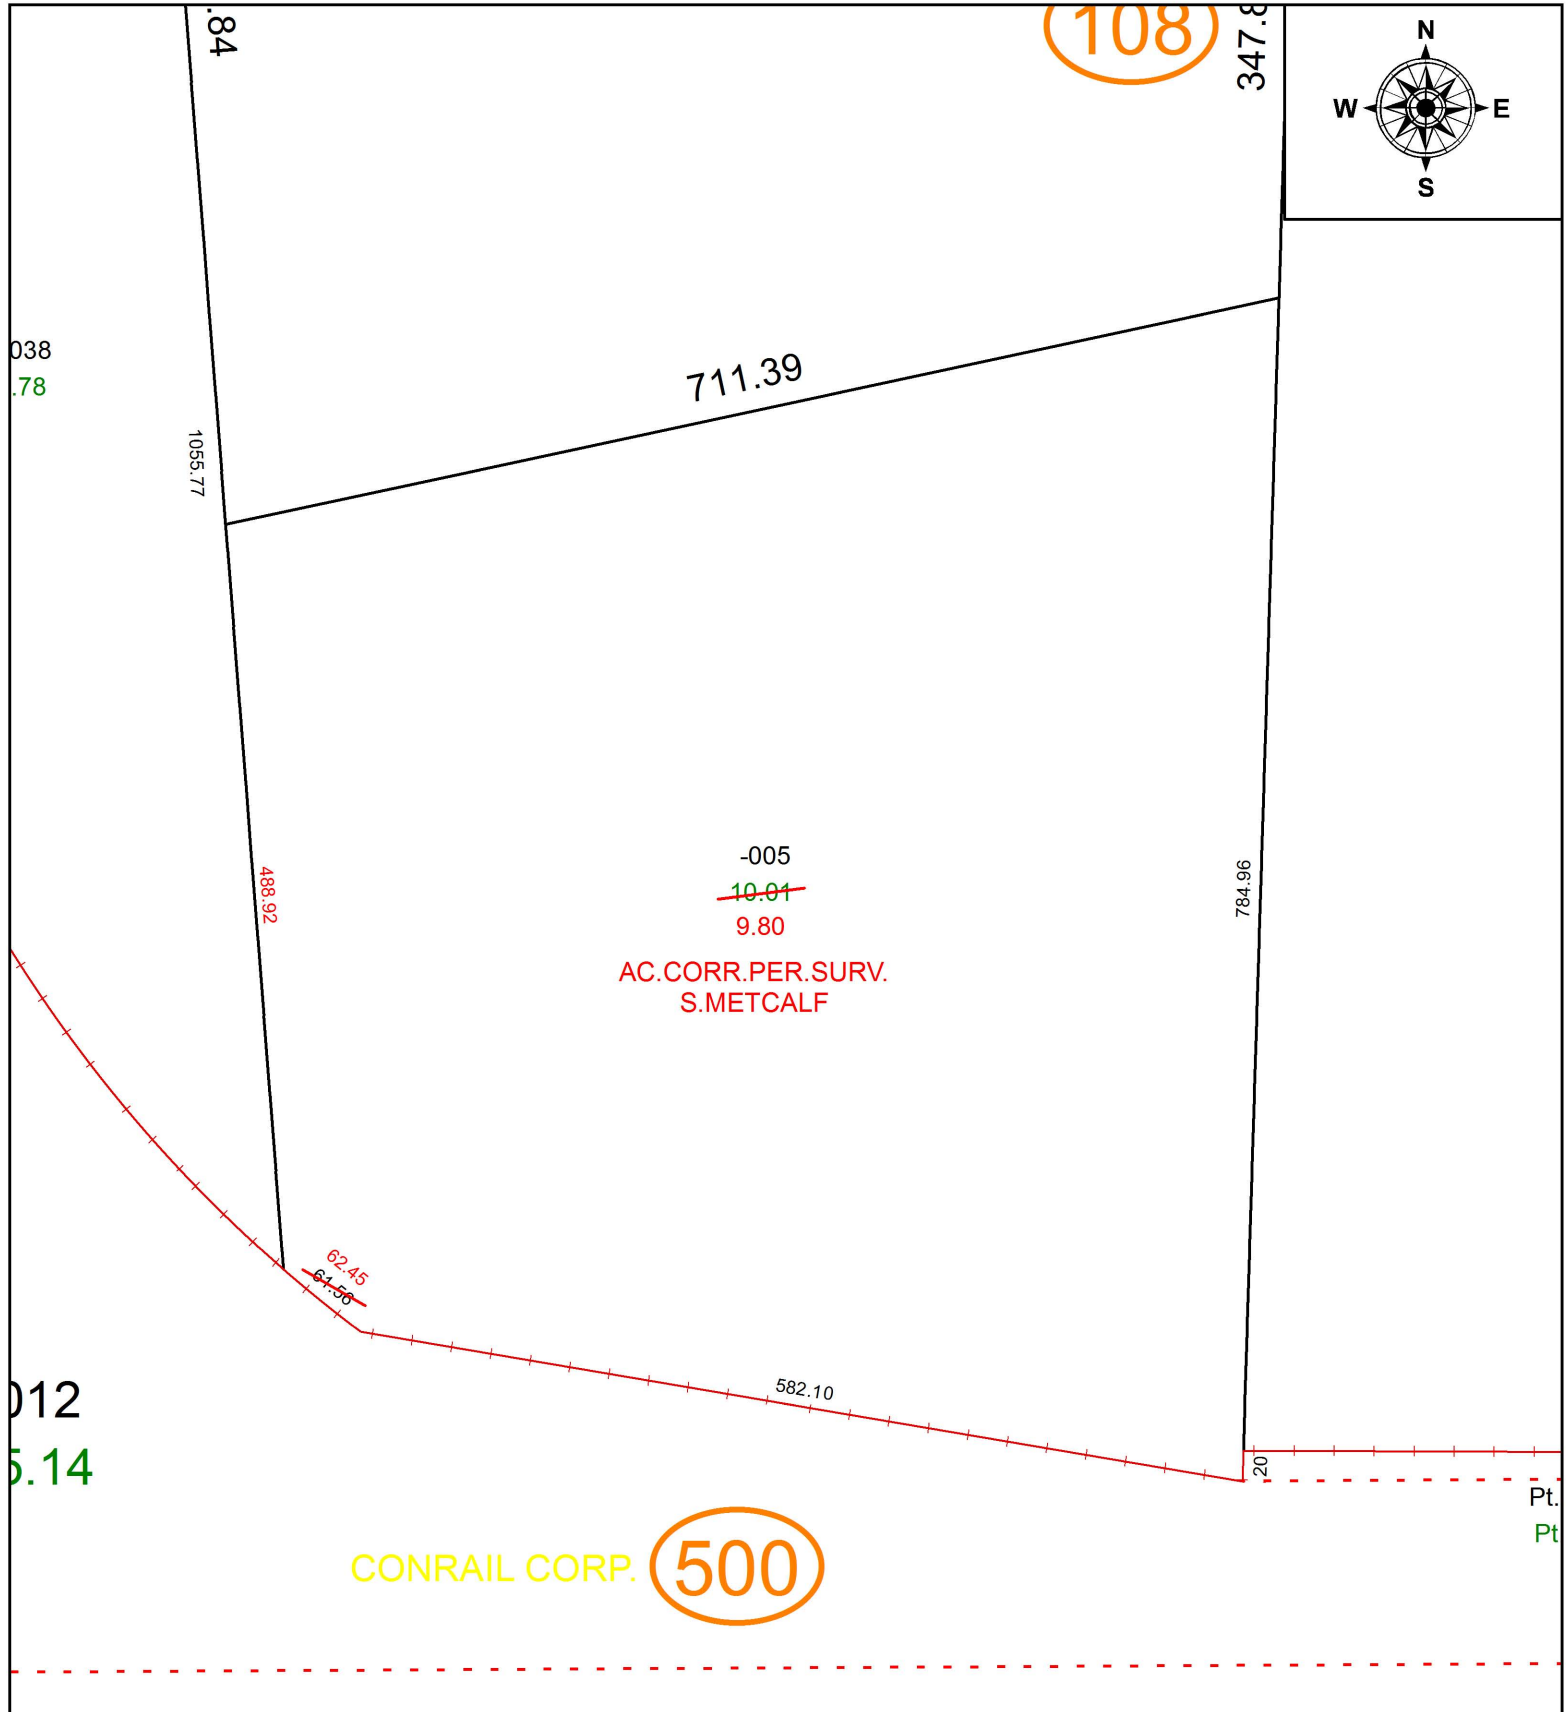 .84
108
347.8
N
W
E
S
038
.78
711.39
1055.77
-005
10.01
9.80
AC.CORR.PER.SURV.
S.METCALF
488.92
784.96
62.45
61.56
582.10
012
5.14
20
Pt.
Pt
CONRAIL CORP.
500